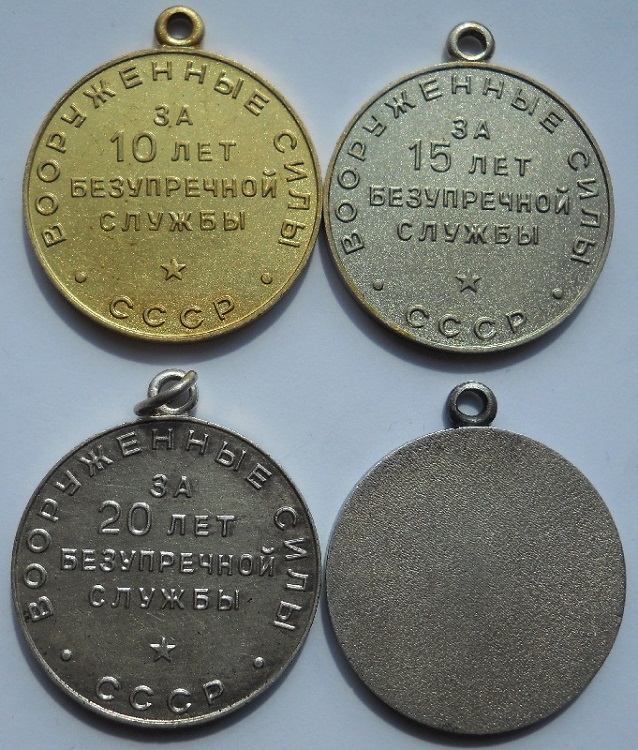 ВООРУЖЕННЫЕ СИЛЫ
ЗА
10 ЛЕТ
БЕЗУПРЕЧНОЙ
СЛУЖБЫ
СССР
ВООРУЖЕННЫЕ СИЛЫ
ЗА
15 ЛЕТ
БЕЗУПРЕЧНОЙ
СЛУЖБЫ
СССР
ВООРУЖЕННЫЕ СИЛЫ
ЗА
20 ЛЕТ
БЕЗУПРЕЧНОЙ
СЛУЖБЫ
СССР